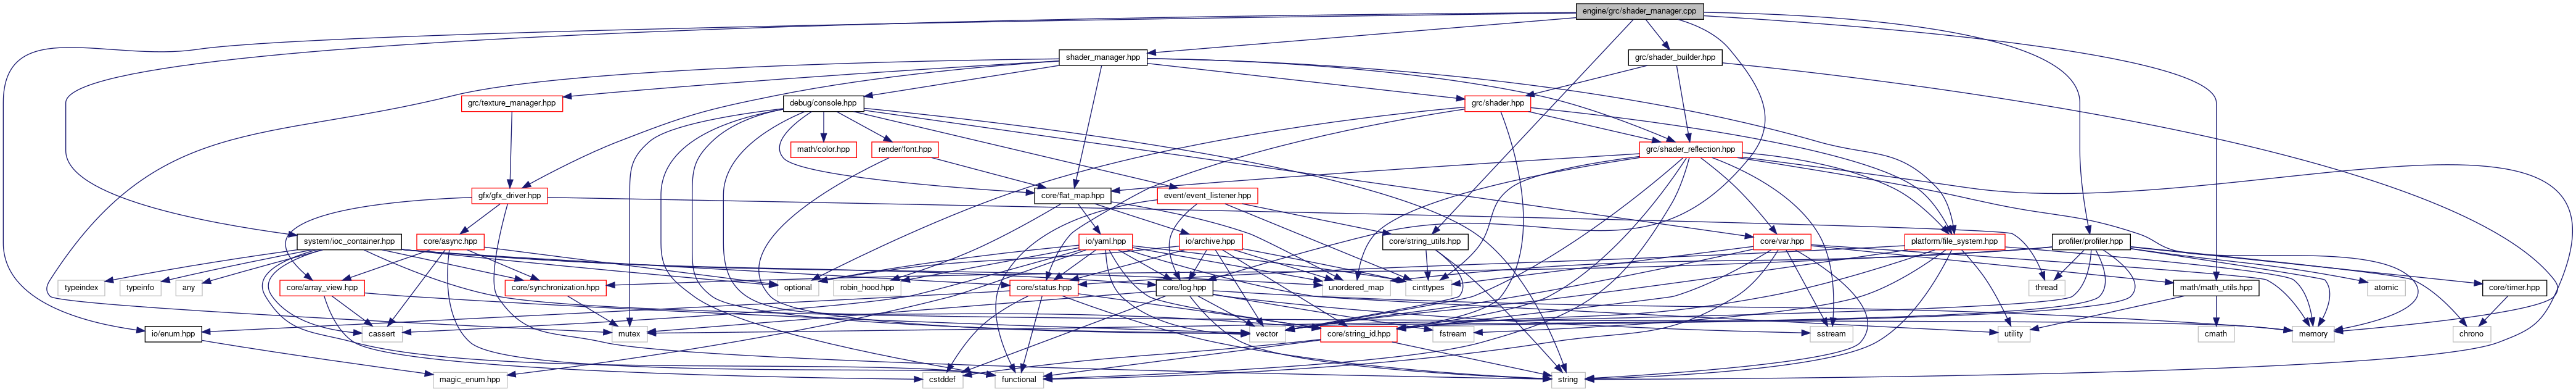 engine/grc/shader_manager.cpp
shader_manager.hpp
grc/shader_builder.hpp
grc/texture_manager.hpp
debug/console.hpp
grc/shader.hpp
math/color.hpp
render/font.hpp
grc/shader_reflection.hpp
gfx/gfx_driver.hpp
core/flat_map.hpp
event/event_listener.hpp
system/ioc_container.hpp
core/async.hpp
io/yaml.hpp
io/archive.hpp
core/string_utils.hpp
core/var.hpp
platform/file_system.hpp
profiler/profiler.hpp
typeindex
typeinfo
any
core/array_view.hpp
core/synchronization.hpp
optional
robin_hood.hpp
core/status.hpp
core/log.hpp
unordered_map
cinttypes
thread
math/math_utils.hpp
atomic
core/timer.hpp
io/enum.hpp
cassert
mutex
vector
core/string_id.hpp
fstream
sstream
utility
cmath
memory
chrono
magic_enum.hpp
cstddef
functional
string